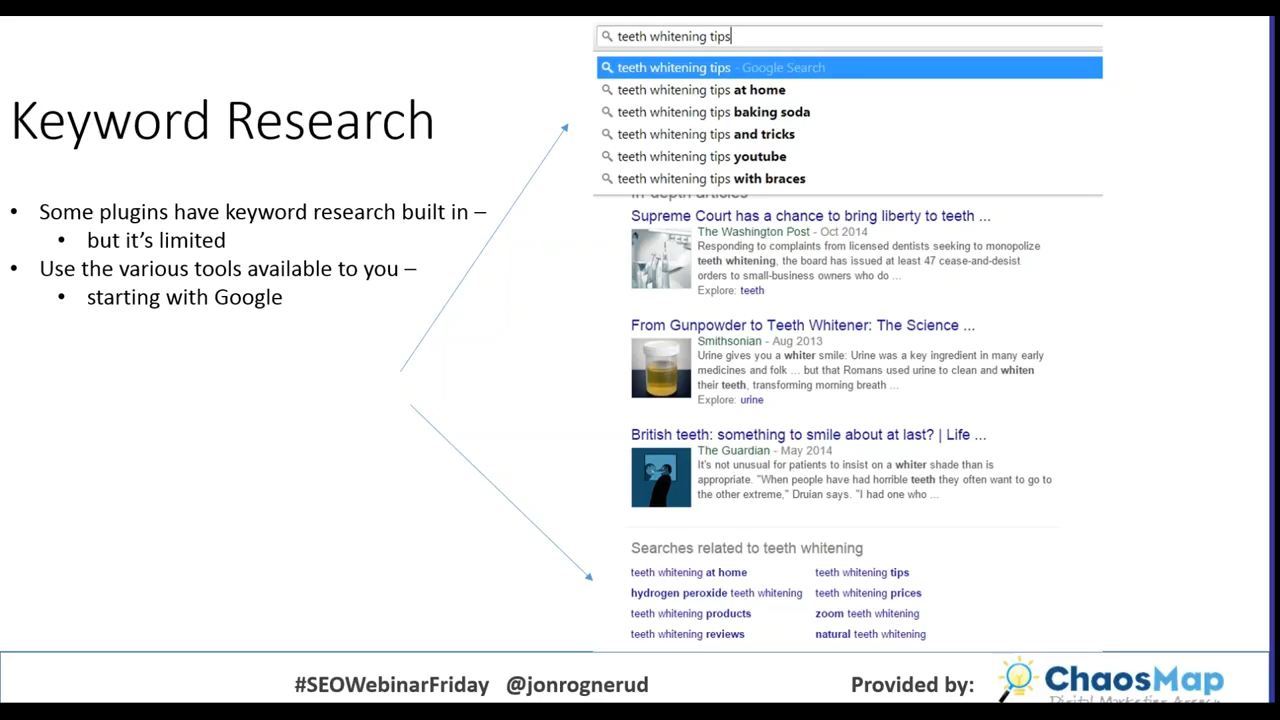 Keyword Research
• Some plugins have keyword research built in –
• but it's limited
• Use the various tools available to you –
• starting with Google
teeth whitening tips
teeth whitening tips - Google Search
teeth whitening tips at home
teeth whitening tips baking soda
teeth whitening tips and tricks
teeth whitening tips youtube
teeth whitening tips with braces
In-depth articles
Supreme Court has a chance to bring liberty to teeth ...
The Washington Post - Oct 2014
Responding to complaints from licensed dentists seeking to monopolize
teeth whitening, the board has issued at least 47 cease-and-desist
orders to small-business owners who do ...
Explore: teeth
From Gunpowder to Teeth Whitener: The Science ...
Smithsonian - Aug 2013
Urine gives you a whiter smile: Urine was a key ingredient in many early
medicines and folk ... but that Romans used urine to clean and whiten
their teeth, transforming morning breath ...
Explore: urine
British teeth: something to smile about at last? | Life ...
The Guardian - May 2014
It's not unusual for patients to insist on a whiter shade than is
appropriate. "When people have had horrible teeth they often want to go to
the other extreme," Druian says. "I had one who ...
Searches related to teeth whitening
teeth whitening at home
teeth whitening tips
hydrogen peroxide teeth whitening
teeth whitening prices
teeth whitening products
zoom teeth whitening
teeth whitening reviews
natural teeth whitening
#SEOWebinarFriday @jonrognerud
Provided by:
ChaosMap
Digital Marketing Agency